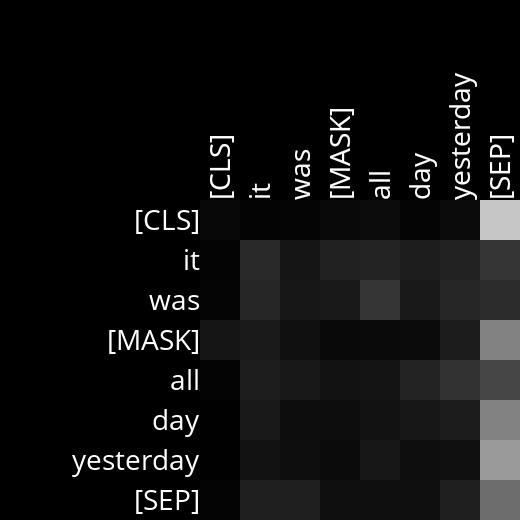 [CLS]
it
was
[MASK]
all
day
yesterday
[SEP]
[CLS]
it
was
[MASK]
all
day
yesterday
[SEP]